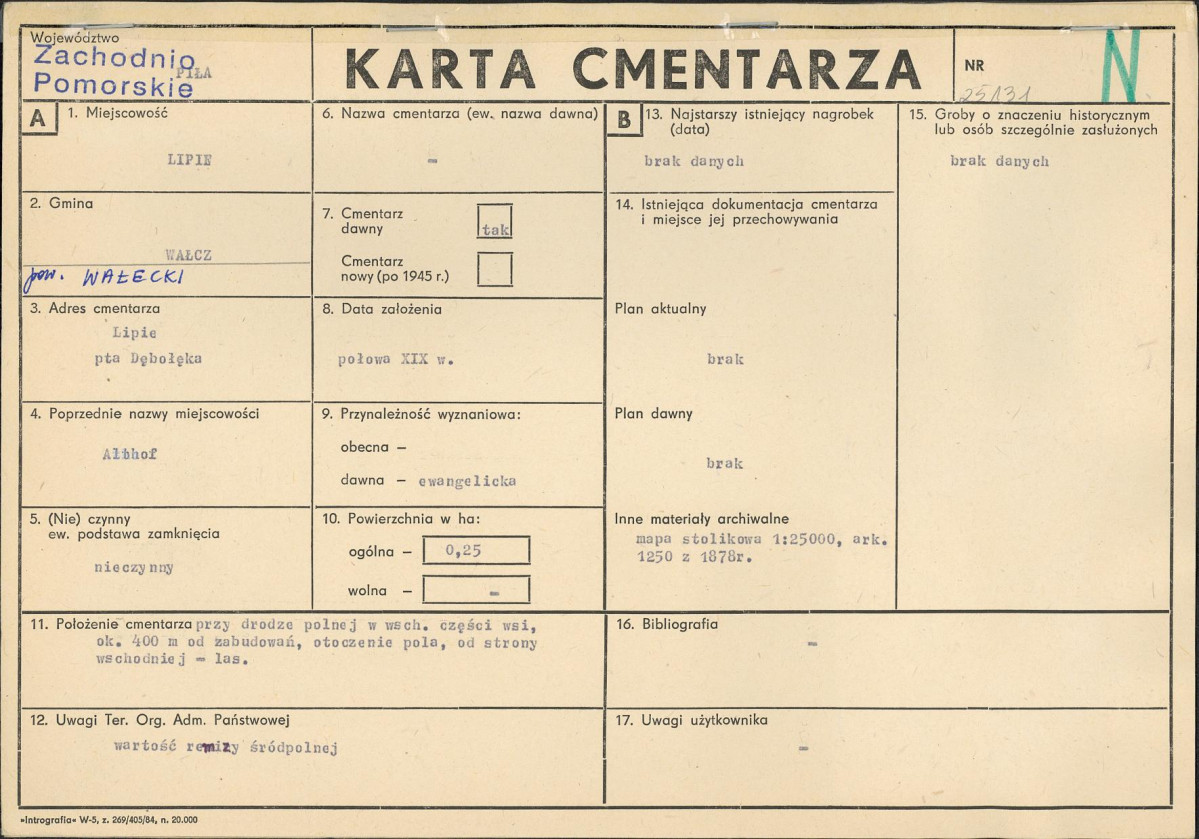 Województwo
Zachodnio
Pomorskie
PIŁA
KARTA CMENTARZA
NR
25131
N
A
1. Miejscowość
LIPIE
2. Gmina
WAŁCZ
pow. WAŁECKI
3. Adres cmentarza
Lipie
pta Dębołęka
4. Poprzednie nazwy miejscowości
Althof
5. (Nie) czynny
ew. podstawa zamknięcia
nieczynny
6. Nazwa cmentarza (ew. nazwa dawna)
-
7. Cmentarz
dawny
tak
Cmentarz
nowy (po 1945 r.)
8. Data założenia
połowa XIX w.
9. Przynależność wyznaniowa:
obecna –
dawna – ewangelicka
10. Powierzchnia w ha:
ogólna – 0,25
wolna – -
11. Położenie cmentarza przy drodze polnej w wsch. części wsi,
ok. 400 m od zabudowań, otoczenie pola, od strony
wschodniej - las.
12. Uwagi Ter. Org. Adm. Państwowej
wartość remizy śródpolnej
B
13. Najstarszy istniejący nagrobek
(data)
brak danych
14. Istniejąca dokumentacja cmentarza
i miejsce jej przechowywania
Plan aktualny
brak
Plan dawny
brak
Inne materiały archiwalne
mapa stolikowa 1:25000, ark.
1250 z 1878r.
15. Groby o znaczeniu historycznym
lub osób szczególnie zasłużonych
brak danych
16. Bibliografia
-
17. Uwagi użytkownika
-
»Intrografia« W-5, z. 269/405/84, n. 20.000